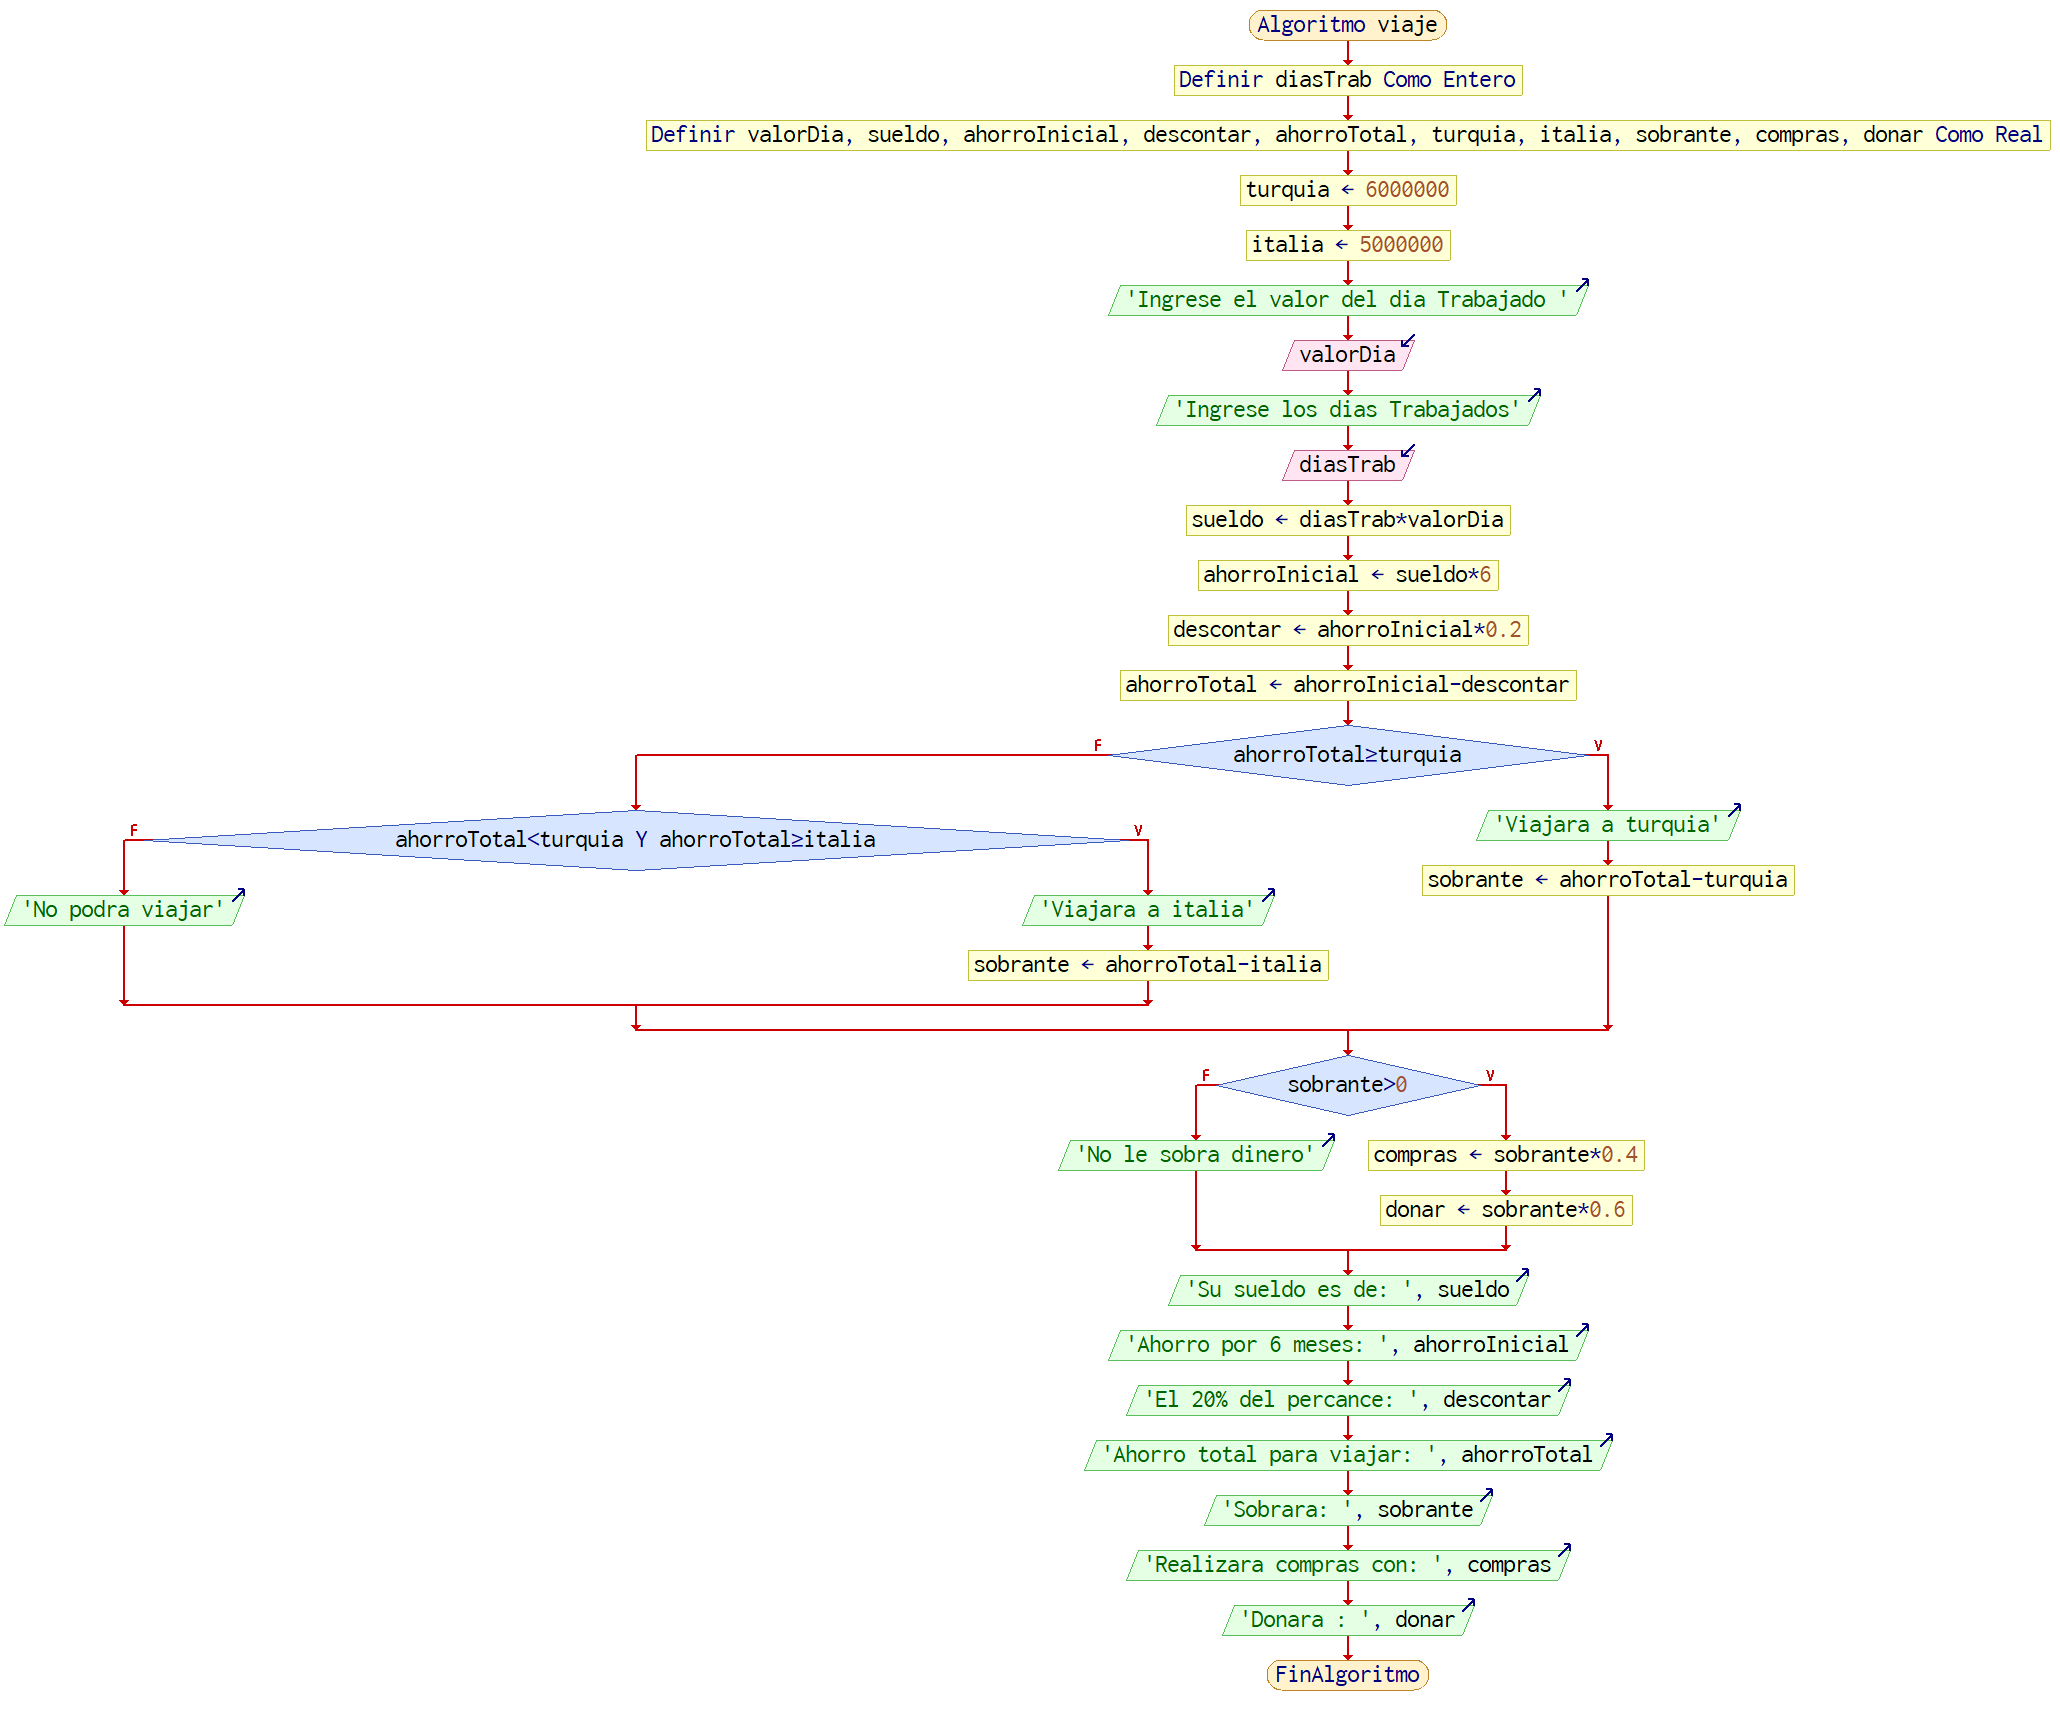 Algoritmo viaje
Definir diasTrab Como Entero
Definir valorDia, sueldo, ahorroInicial, descontar, ahorroTotal, turquia, italia, sobrante, compras, donar Como Real
turquia ← 6000000
italia ← 5000000
'Ingrese el valor del dia Trabajado '
valorDia
'Ingrese los dias Trabajados'
diasTrab
sueldo ← diasTrab*valorDia
ahorroInicial ← sueldo*6
descontar ← ahorroInicial*0.2
ahorroTotal ← ahorroInicial-descontar
F
ahorroTotal≥turquia
V
F
ahorroTotal<turquia Y ahorroTotal≥italia
V
'Viajara a turquia'
sobrante ← ahorroTotal-turquia
'No podra viajar'
'Viajara a italia'
sobrante ← ahorroTotal-italia
F
sobrante>0
V
'No le sobra dinero'
compras ← sobrante*0.4
donar ← sobrante*0.6
'Su sueldo es de: ', sueldo
'Ahorro por 6 meses: ', ahorroInicial
'El 20% del percance: ', descontar
'Ahorro total para viajar: ', ahorroTotal
'Sobrara: ', sobrante
'Realizara compras con: ', compras
'Donara : ', donar
FinAlgoritmo